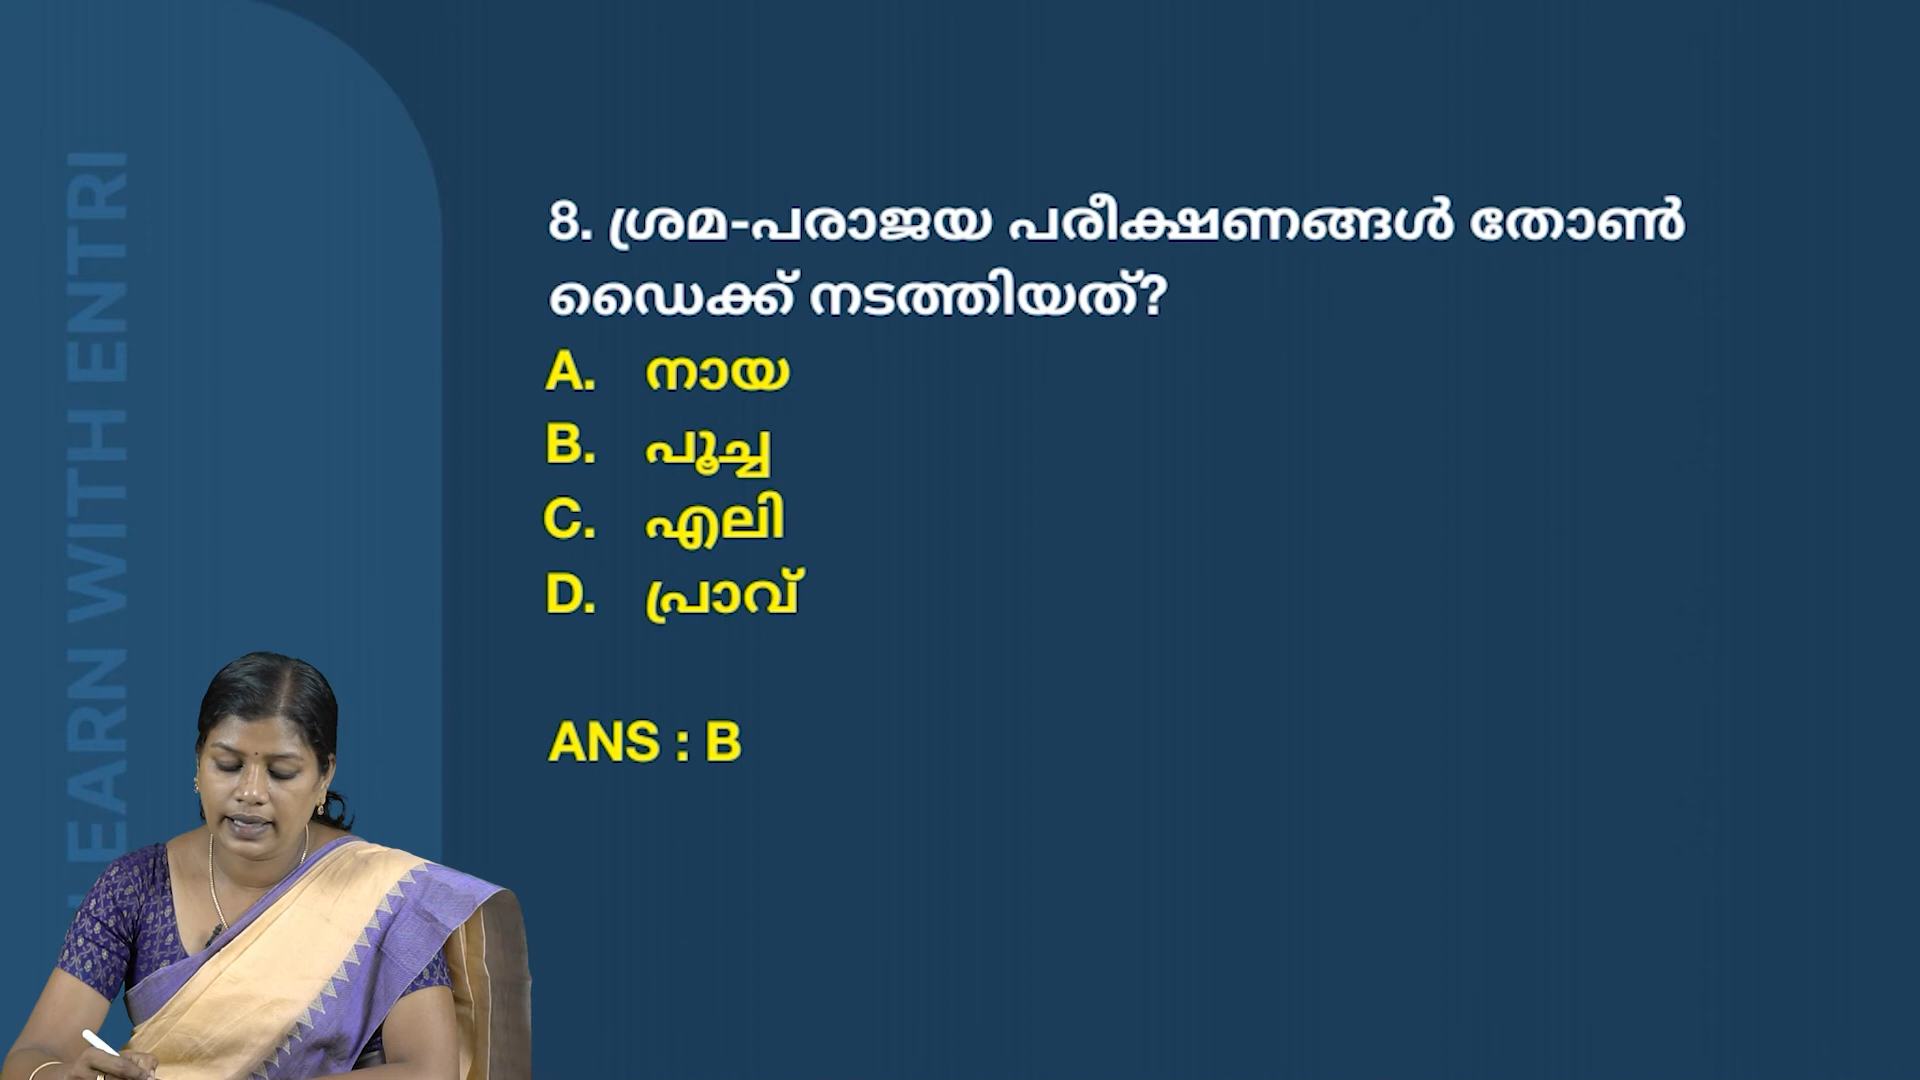 LEARN WITH ENTRI
8. ശ്രമ-പരാജയ പരീക്ഷണങ്ങൾ തോൺ
ഡൈക്ക് നടത്തിയത്?
A. നായ
B. പൂച്ച
C. എലി
D. പ്രാവ്
ANS : B